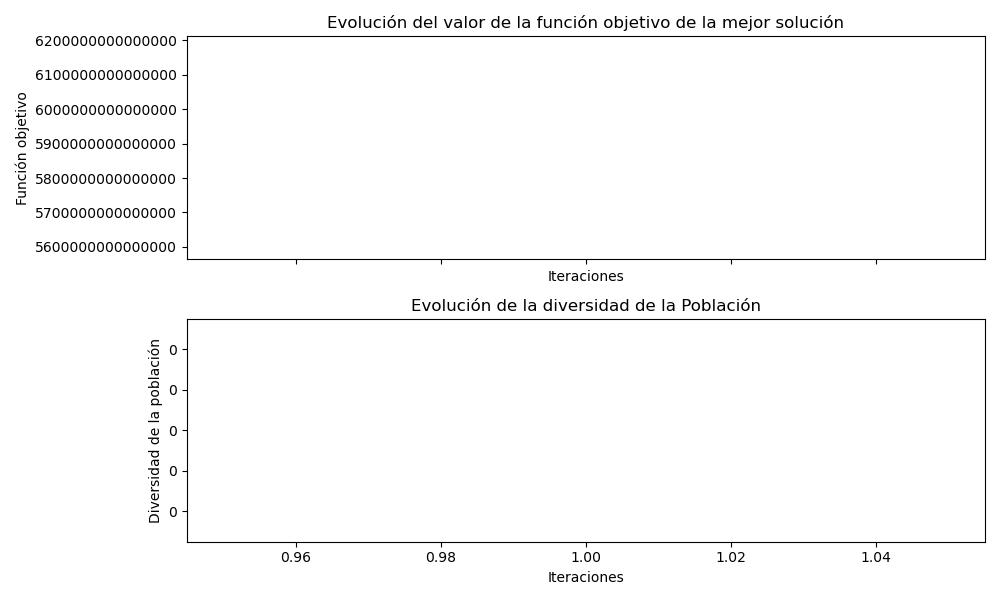 Evolución del valor de la función objetivo de la mejor solución
Función objetivo
6200000000000000
6100000000000000
6000000000000000
5900000000000000
5800000000000000
5700000000000000
5600000000000000
Iteraciones
Evolución de la diversidad de la Población
Diversidad de la población
0
0
0
0
0
0.96 0.98 1.00 1.02 1.04
Iteraciones